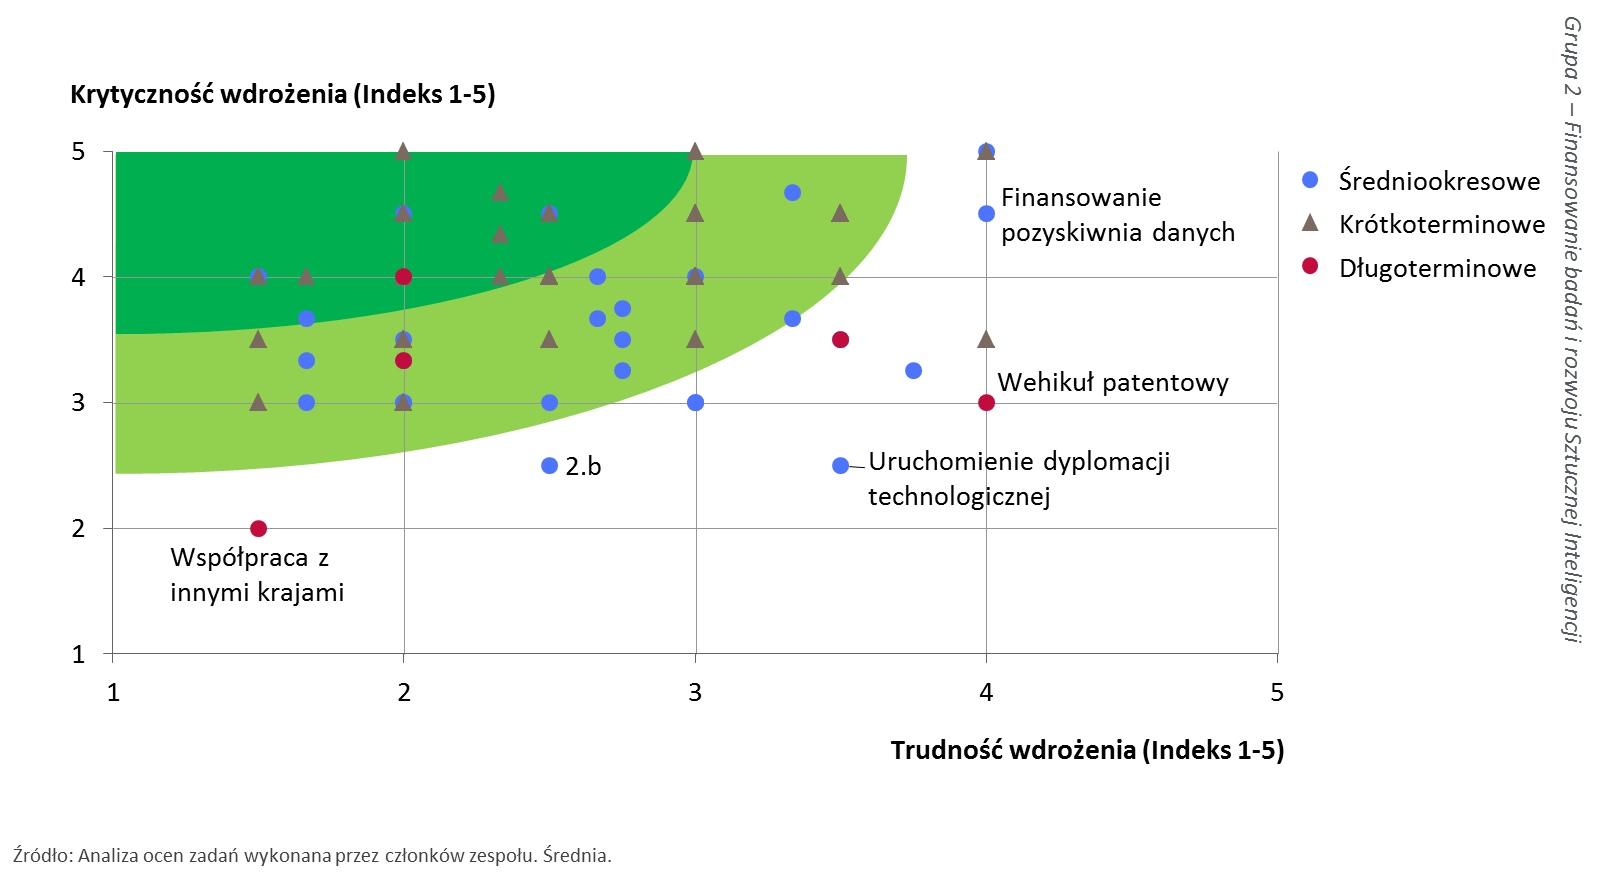 Krytyczność wdrożenia (Indeks 1-5)
5
4
3
2
1
1
2
3
4
5
Trudność wdrożenia (Indeks 1-5)
Finansowanie
pozyskiwnia danych
Wehikuł patentowy
2.b
Uruchomienie dyplomacji
technologicznej
Współpraca z
innymi krajami
Średniookresowe
Krótkoterminowe
Długoterminowe
Grupa 2 – Finansowanie badań i rozwoju Sztucznej Inteligencji
Źródło: Analiza ocen zadań wykonana przez członków zespołu. Średnia.